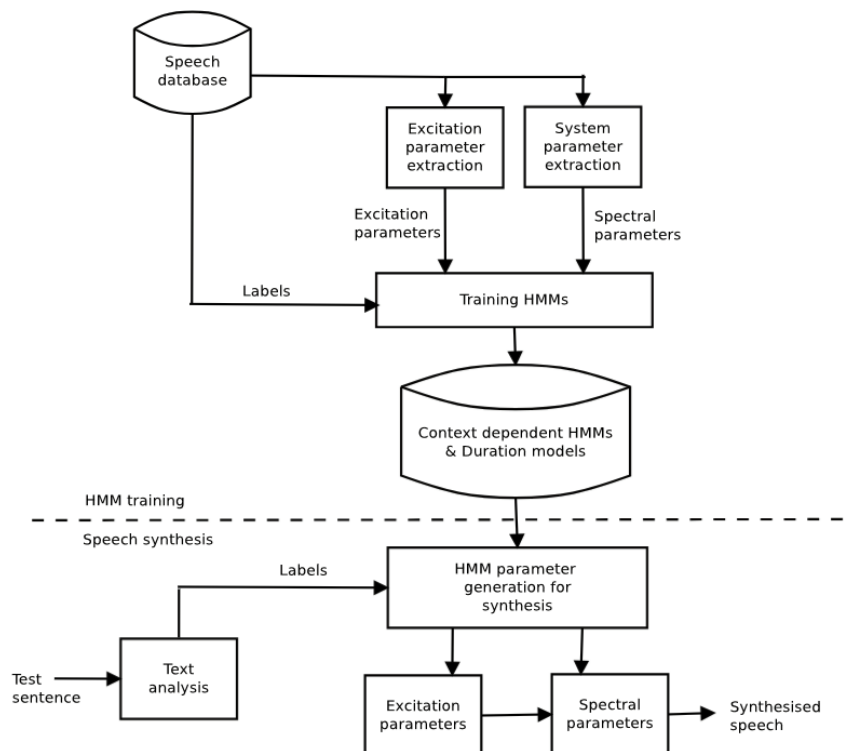 Speech
database
Excitation
parameter
extraction
System
parameter
extraction
Excitation
parameters
Spectral
parameters
Labels
Training HMMs
Context dependent HMMs
& Duration models
HMM training
Speech synthesis
Labels
HMM parameter
generation for
synthesis
Test
sentence
Text
analysis
Excitation
parameters
Spectral
parameters
Synthesised
speech